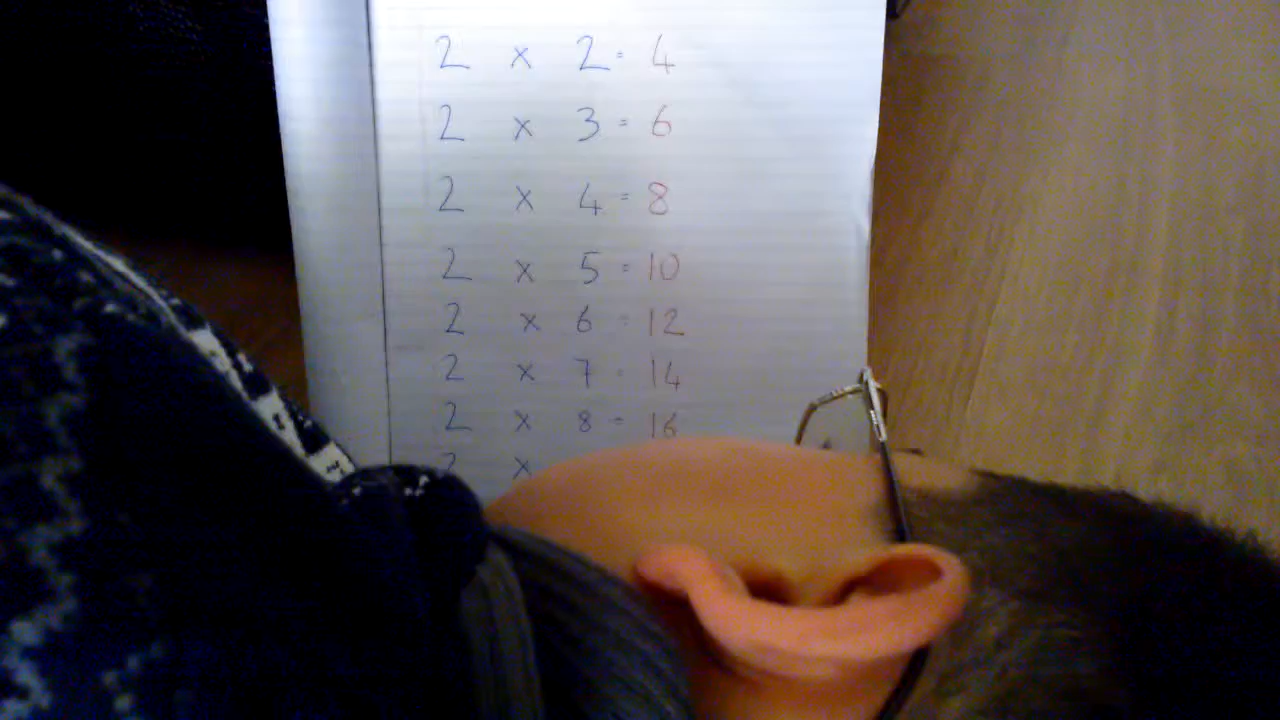 2 x 2 = 4
2 x 3 = 6
2 x 4 = 8
2 x 5 = 10
2 x 6 = 12
2 x 7 = 14
2 x 8 = 16
2 x